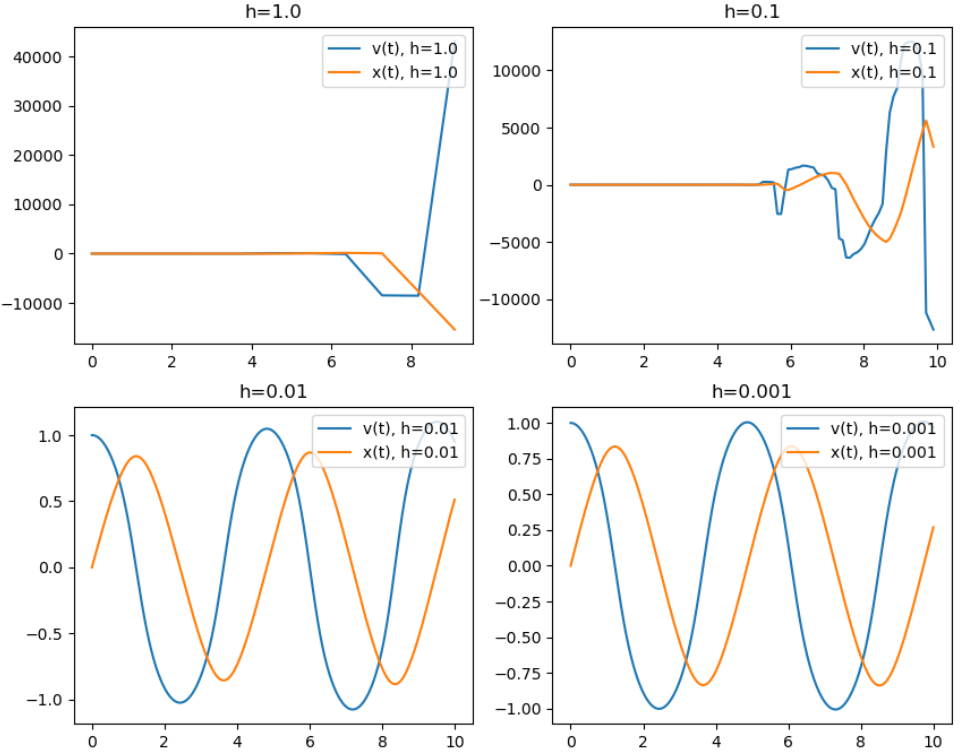 h=1.0
v(t), h=1.0
x(t), h=1.0
40000
30000
20000
10000
0
−10000
0 2 4 6 8
h=0.1
v(t), h=0.1
x(t), h=0.1
10000
5000
0
−5000
−10000
0 2 4 6 8 10
h=0.01
v(t), h=0.01
x(t), h=0.01
1.0
0.5
0.0
−0.5
−1.0
0 2 4 6 8 10
h=0.001
v(t), h=0.001
x(t), h=0.001
1.00
0.75
0.50
0.25
0.00
−0.25
−0.50
−0.75
−1.00
0 2 4 6 8 10